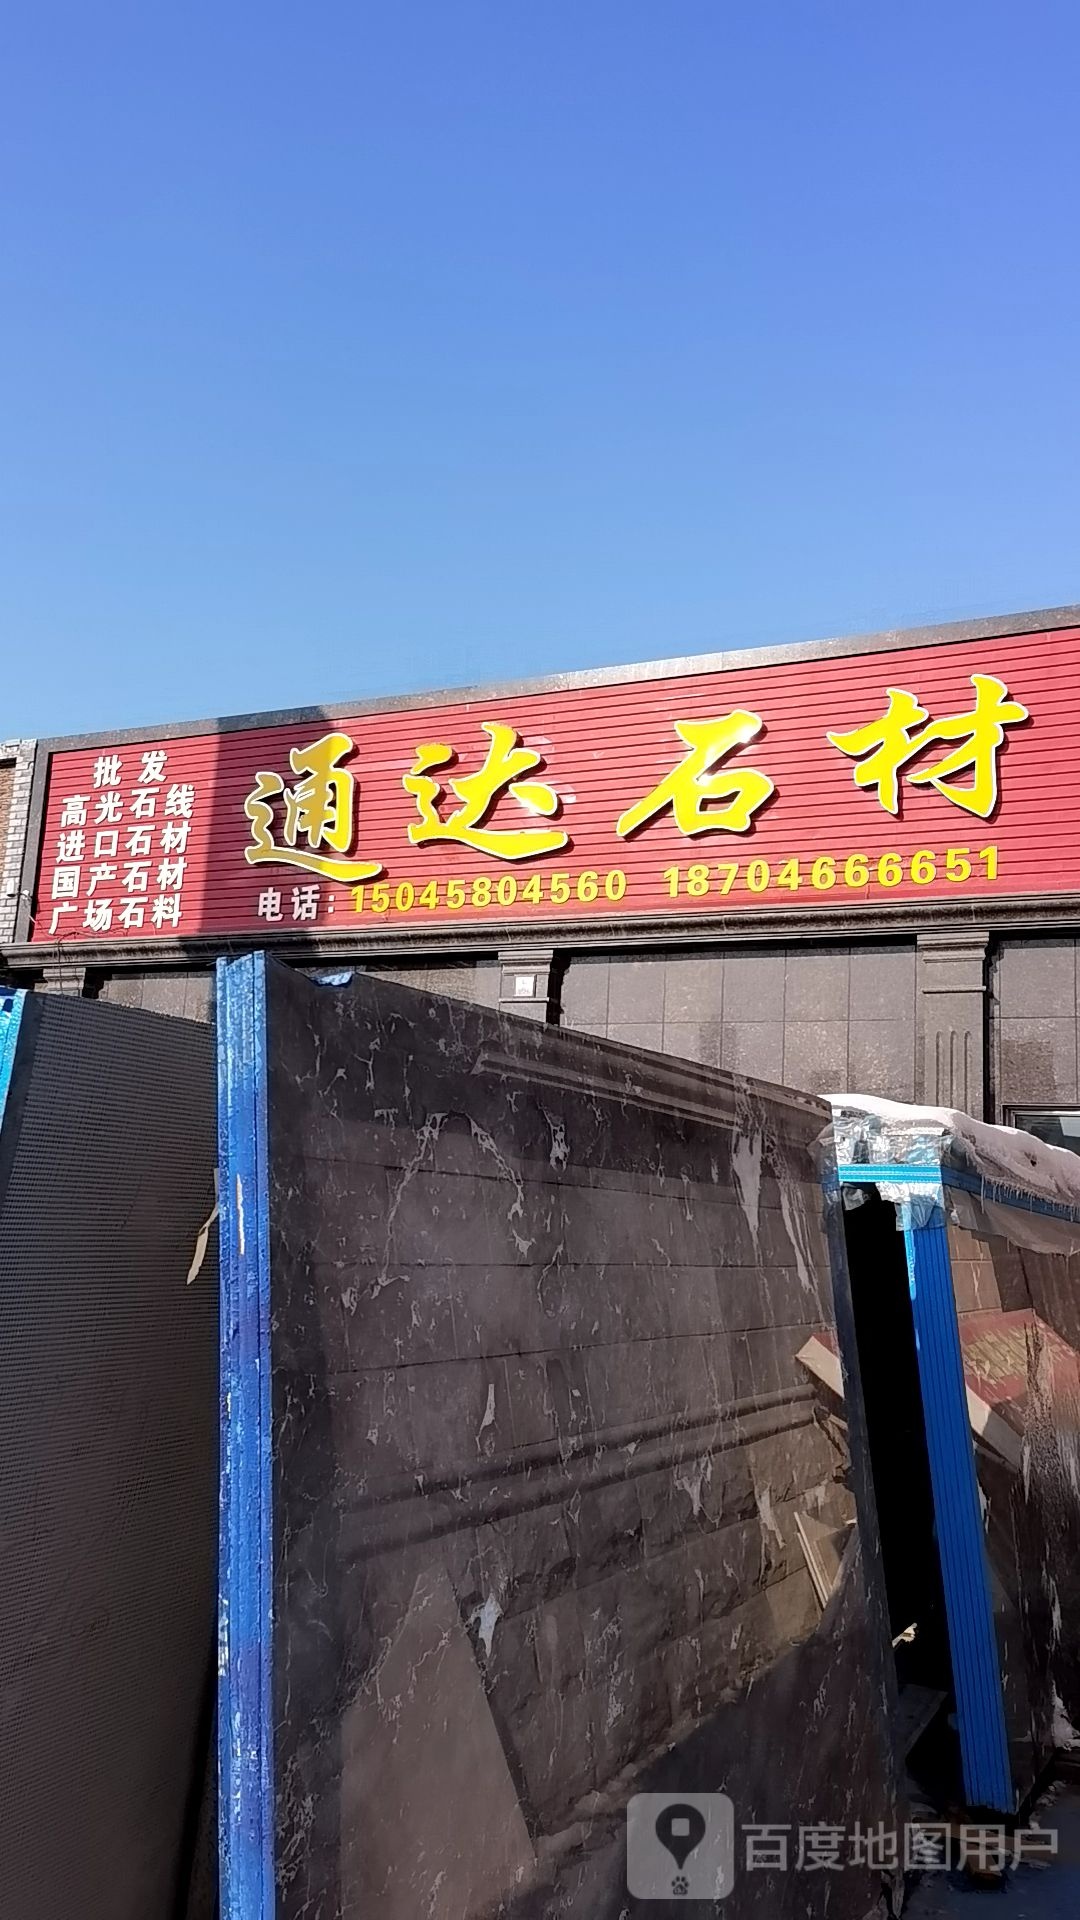 批发
高光石线
进口石材
国产石材
广场石料
通达石材
电话:15045804560 18704666651
百度地图用户